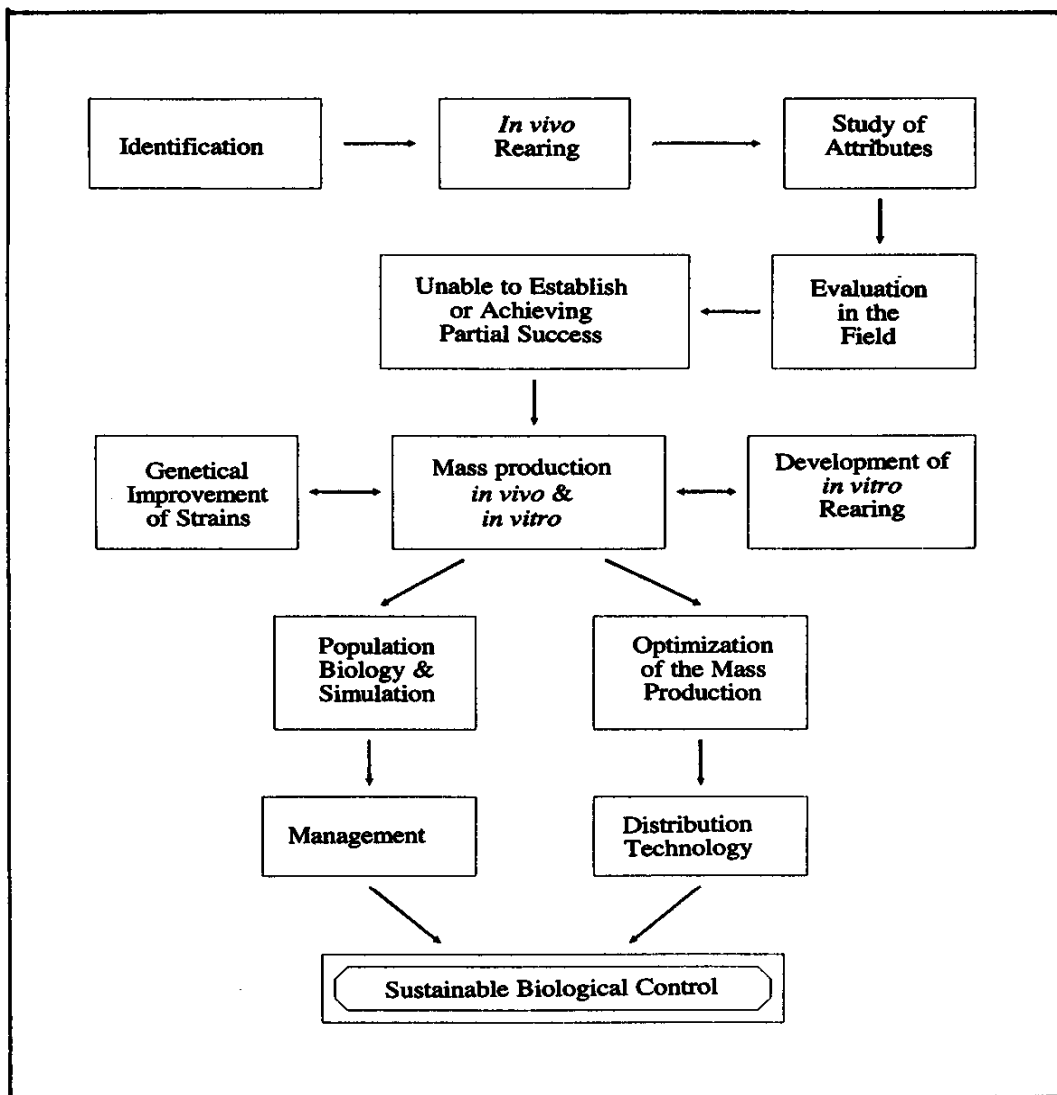 Identification
In vivo
Rearing
Study of
Attributes
Unable to Establish
or Achieving
Partial Success
Evaluation
in the
Field
Genetical
Improvement
of Strains
Mass production
in vivo &
in vitro
Development of
in vitro
Rearing
Population
Biology &
Simulation
Optimization
of the Mass
Production
Management
Distribution
Technology
Sustainable Biological Control